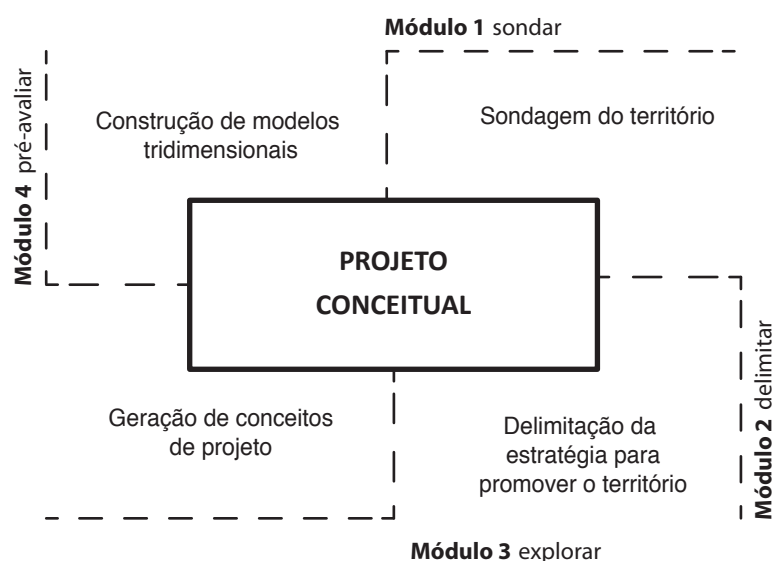 Módulo 1 sondar
Sondagem do território
Construção de modelos
tridimensionais
Módulo 4 pré-avaliar
PROJETO
CONCEITUAL
Módulo 2 delimitar
Delimitação da
estratégia para
promover o território
Geração de conceitos
de projeto
Módulo 3 explorar